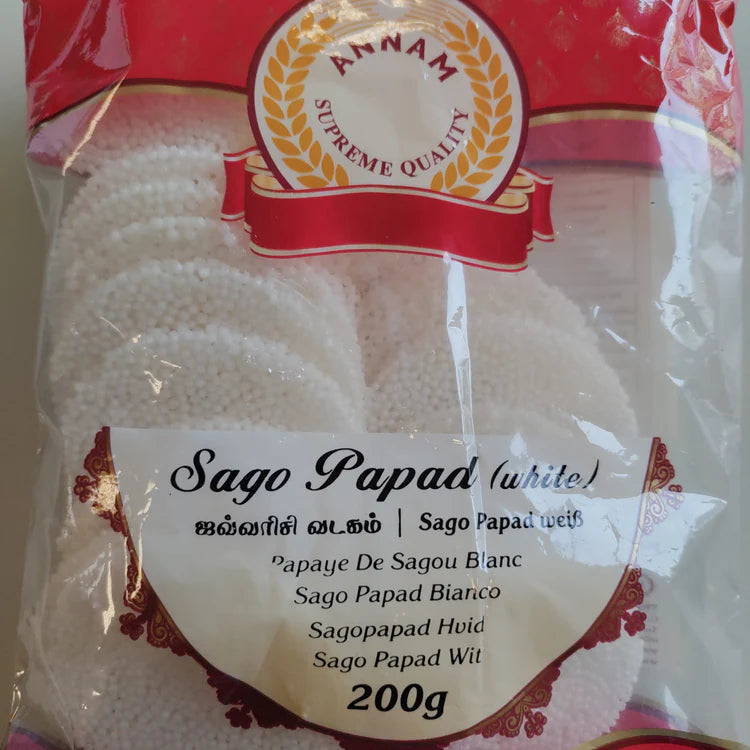 ANNAM
SUPREME QUALITY
Sago Papad (white)
ஜவ்வரிசி வடகம் | Sago Papad weiß
Papaye De Sagou Blanc
Sago Papad Bianco
Sagopapad Hvid
Sago Papad Wit
200g